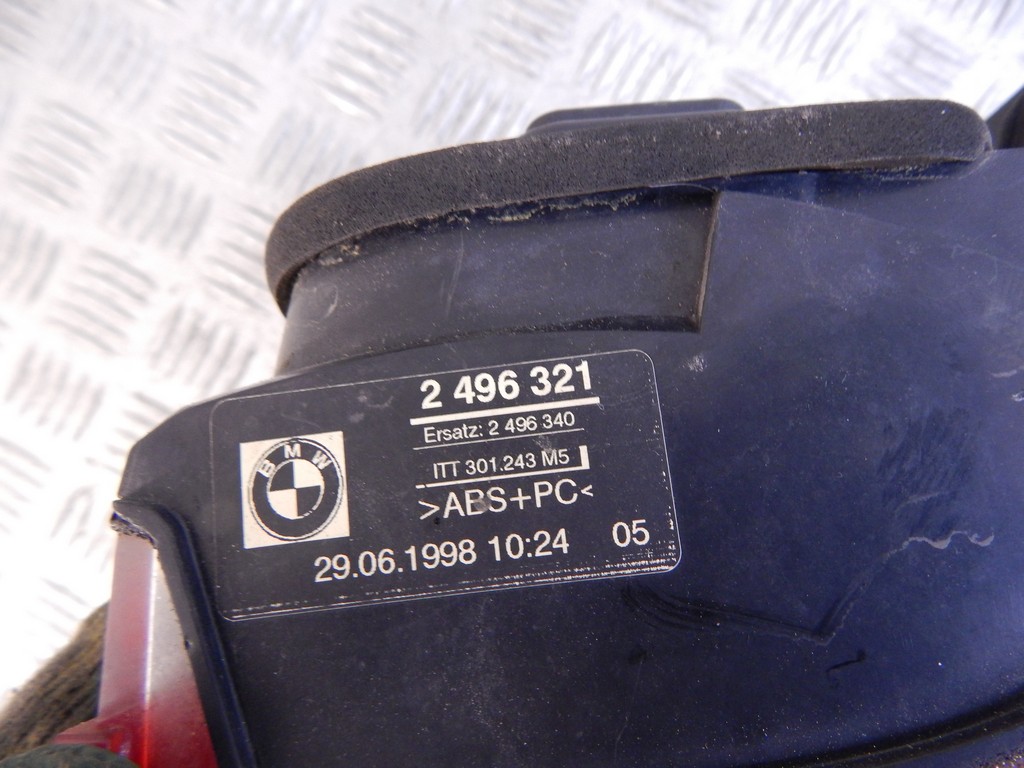 2 496 321
Ersatz: 2 496 340
ITT 301.243 M5
>ABS+PC<
BMW
29.06.1998 10:24 05